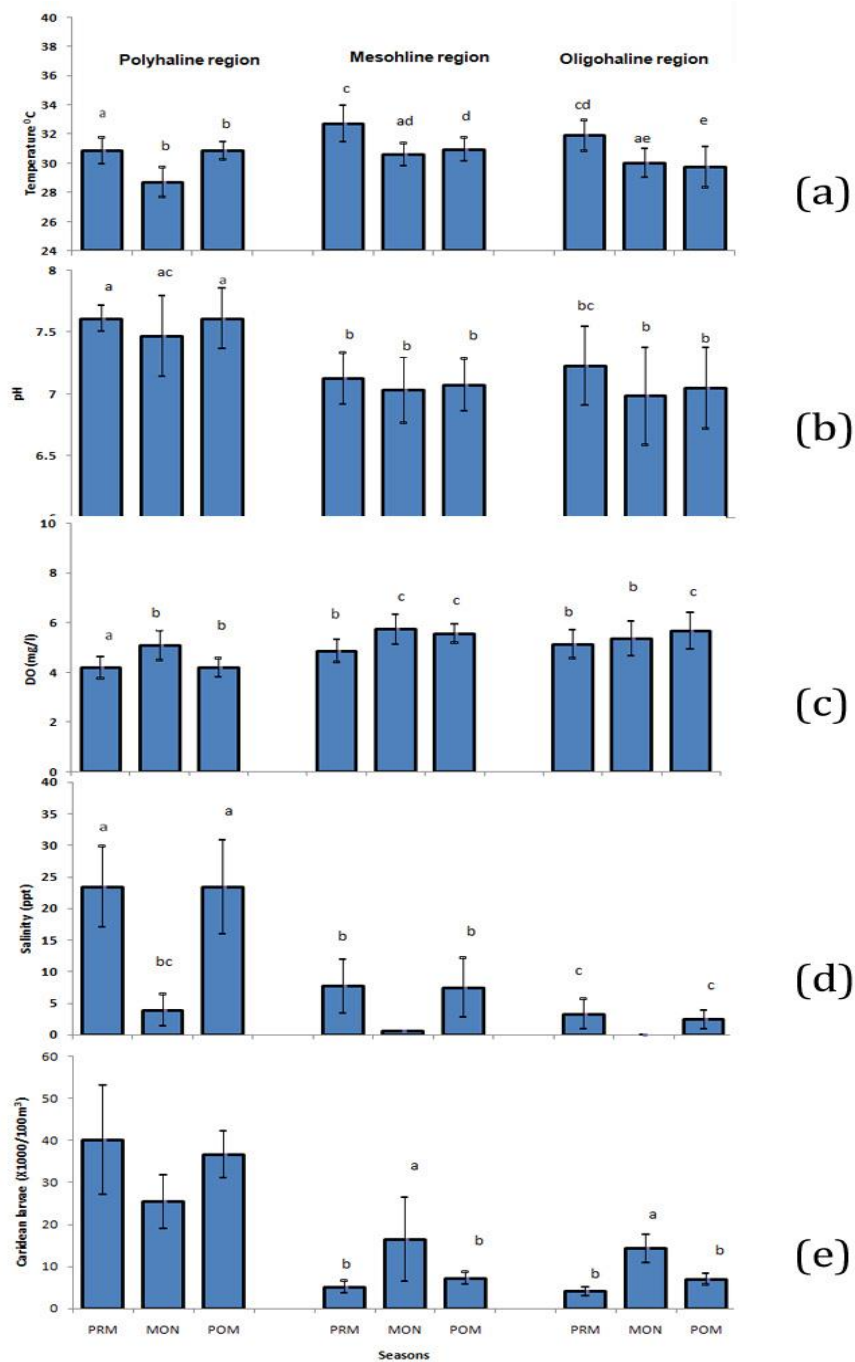 40
38
36
34
32
30
28
26
24
Temperature ⁰C
Polyhaline region
Mesohline region
Oligohaline region
a
b
b
c
ad
d
cd
ae
e
(a)
8
7.5
7
6.5
6
pH
a
ac
a
b
b
b
bc
b
b
(b)
10
8
6
4
2
0
DO (mg/l)
a
b
b
b
c
c
b
b
c
(c)
40
35
30
25
20
15
10
5
0
Salinity (ppt)
a
bc
a
b
b
c
c
(d)
60
50
40
30
20
10
0
Caridean larvae (X1000/100m³)
b
a
b
b
a
b
(e)
PRM MON POM PRM MON POM PRM MON POM
Seasons